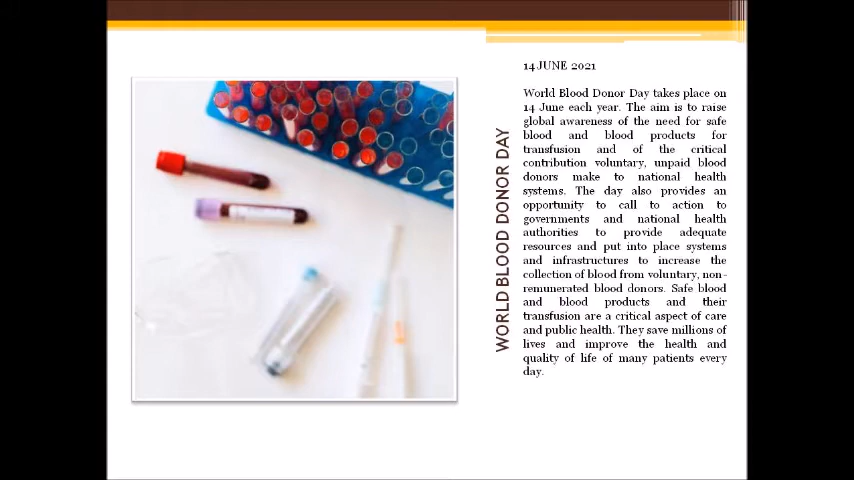 14 JUNE 2021
World Blood Donor Day takes place on
14 June each year. The aim is to raise
global awareness of the need for safe
blood and blood products for
transfusion and of the critical
contribution voluntary, unpaid blood
donors make to national health
systems. The day also provides an
opportunity to call to action to
governments and national health
authorities to provide adequate
resources and put into place systems
and infrastructures to increase the
collection of blood from voluntary, non-
remunerated blood donors. Safe blood
and blood products and their
transfusion are a critical aspect of care
and public health. They save millions of
lives and improve the health and
quality of life of many patients every
day.
WORLD BLOOD DONOR DAY